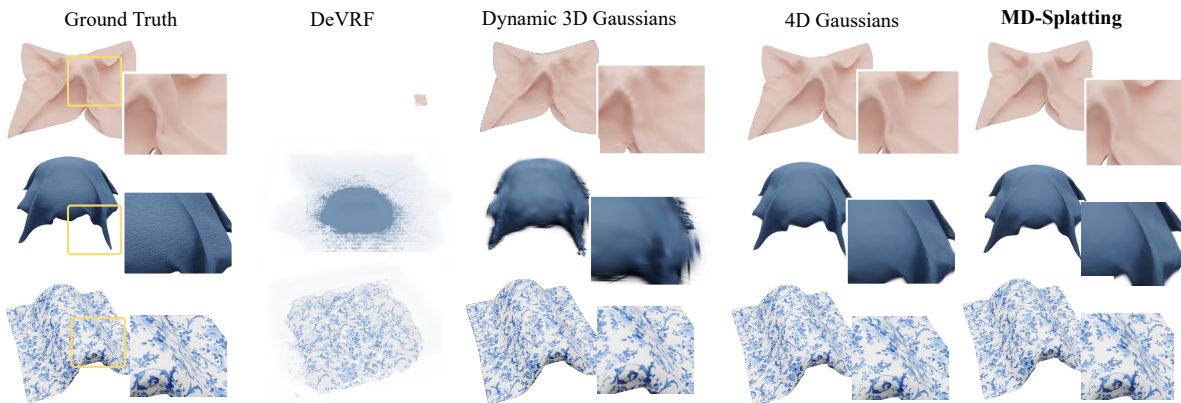 Ground Truth
DeVRF
Dynamic 3D Gaussians
4D Gaussians
MD-Splatting